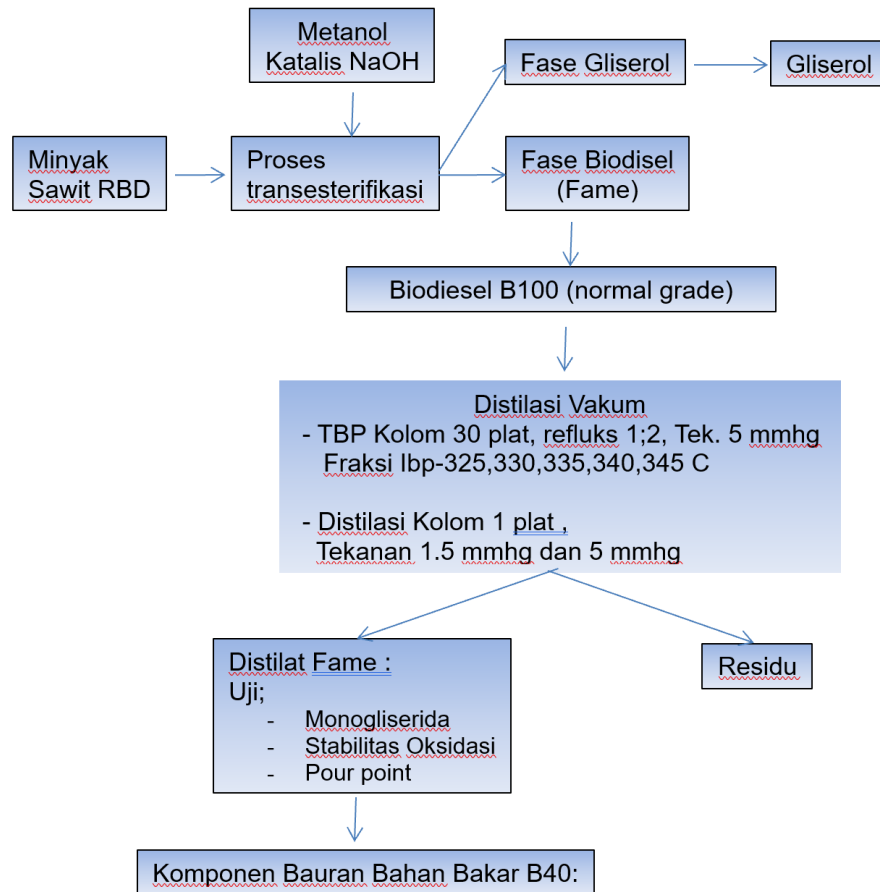 Metanol
Katalis NaOH
Fase Gliserol
Gliserol
Minyak
Sawit RBD
Proses
transesterifikasi
Fase Biodisel
(Fame)
Biodiesel B100 (normal grade)
Distilasi Vakum
- TBP Kolom 30 plat, refluks 1;2, Tek. 5 mmhg
Fraksi Ibp-325,330,335,340,345 C
- Distilasi Kolom 1 plat ,
Tekanan 1.5 mmhg dan 5 mmhg
Distilat Fame :
Uji;
- Monogliserida
- Stabilitas Oksidasi
- Pour point
Residu
Komponen Bauran Bahan Bakar B40: